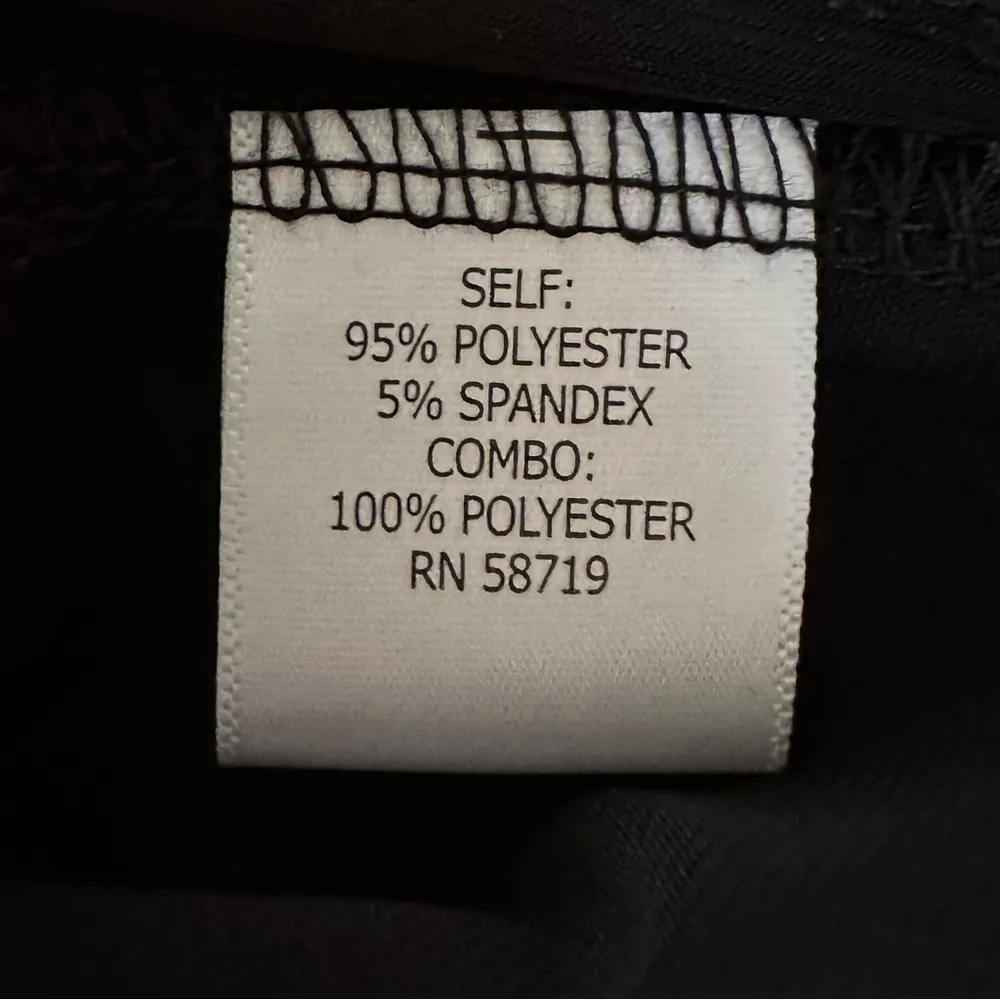 SELF:
95% POLYESTER
5% SPANDEX
COMBO:
100% POLYESTER
RN 58719